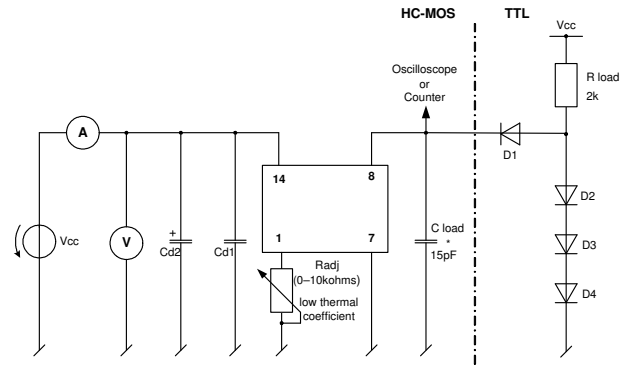 HC-MOS
TTL
Vcc
Oscilloscope
or
Counter
R load
2k
A
D1
14
8
D2
1
7
+
Vcc
V
Cd2
Cd1
C load
*
15pF
D3
Radj
(0–10kohms)
low thermal
coefficient
D4